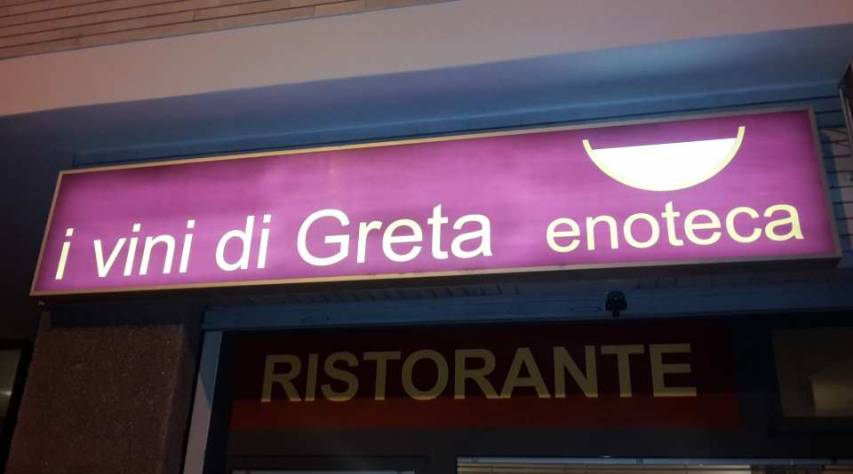 i vini di Greta enoteca
RISTORANTE